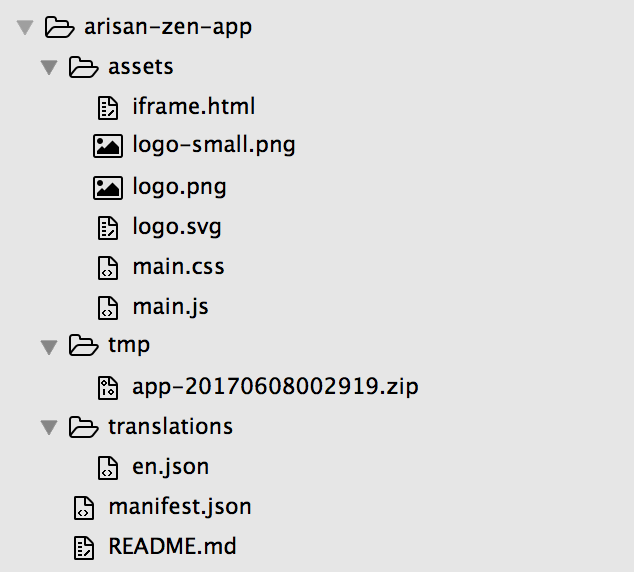 arisan-zen-app
assets
iframe.html
logo-small.png
logo.png
logo.svg
main.css
main.js
tmp
app-20170608002919.zip
translations
en.json
manifest.json
README.md